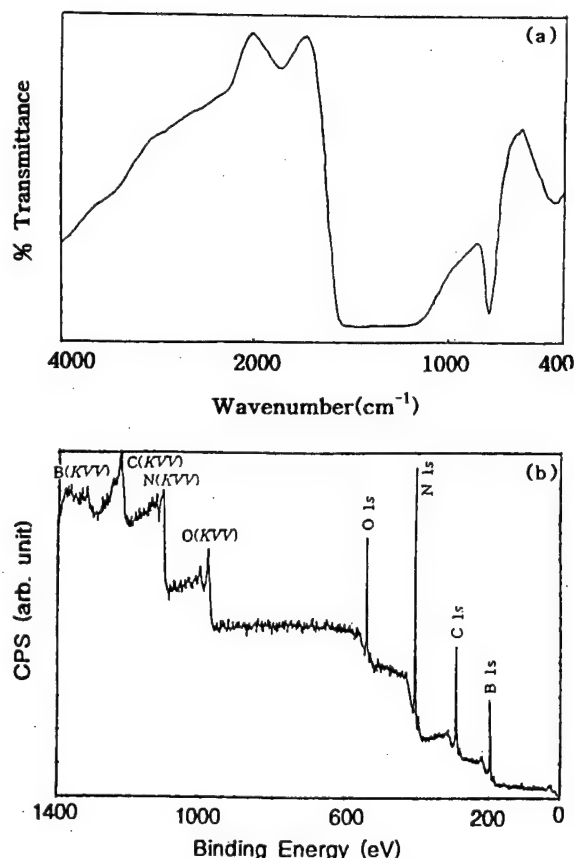 (a)
% Transmittance
4000 2000 1000 400
Wavenumber(cm⁻¹)
(b)
B(KVV)
C(KVV)
N(KVV)
O(KVV)
O 1s
N 1s
C 1s
B 1s
CPS (arb. unit)
1400 1000 600 200 0
Binding Energy (eV)